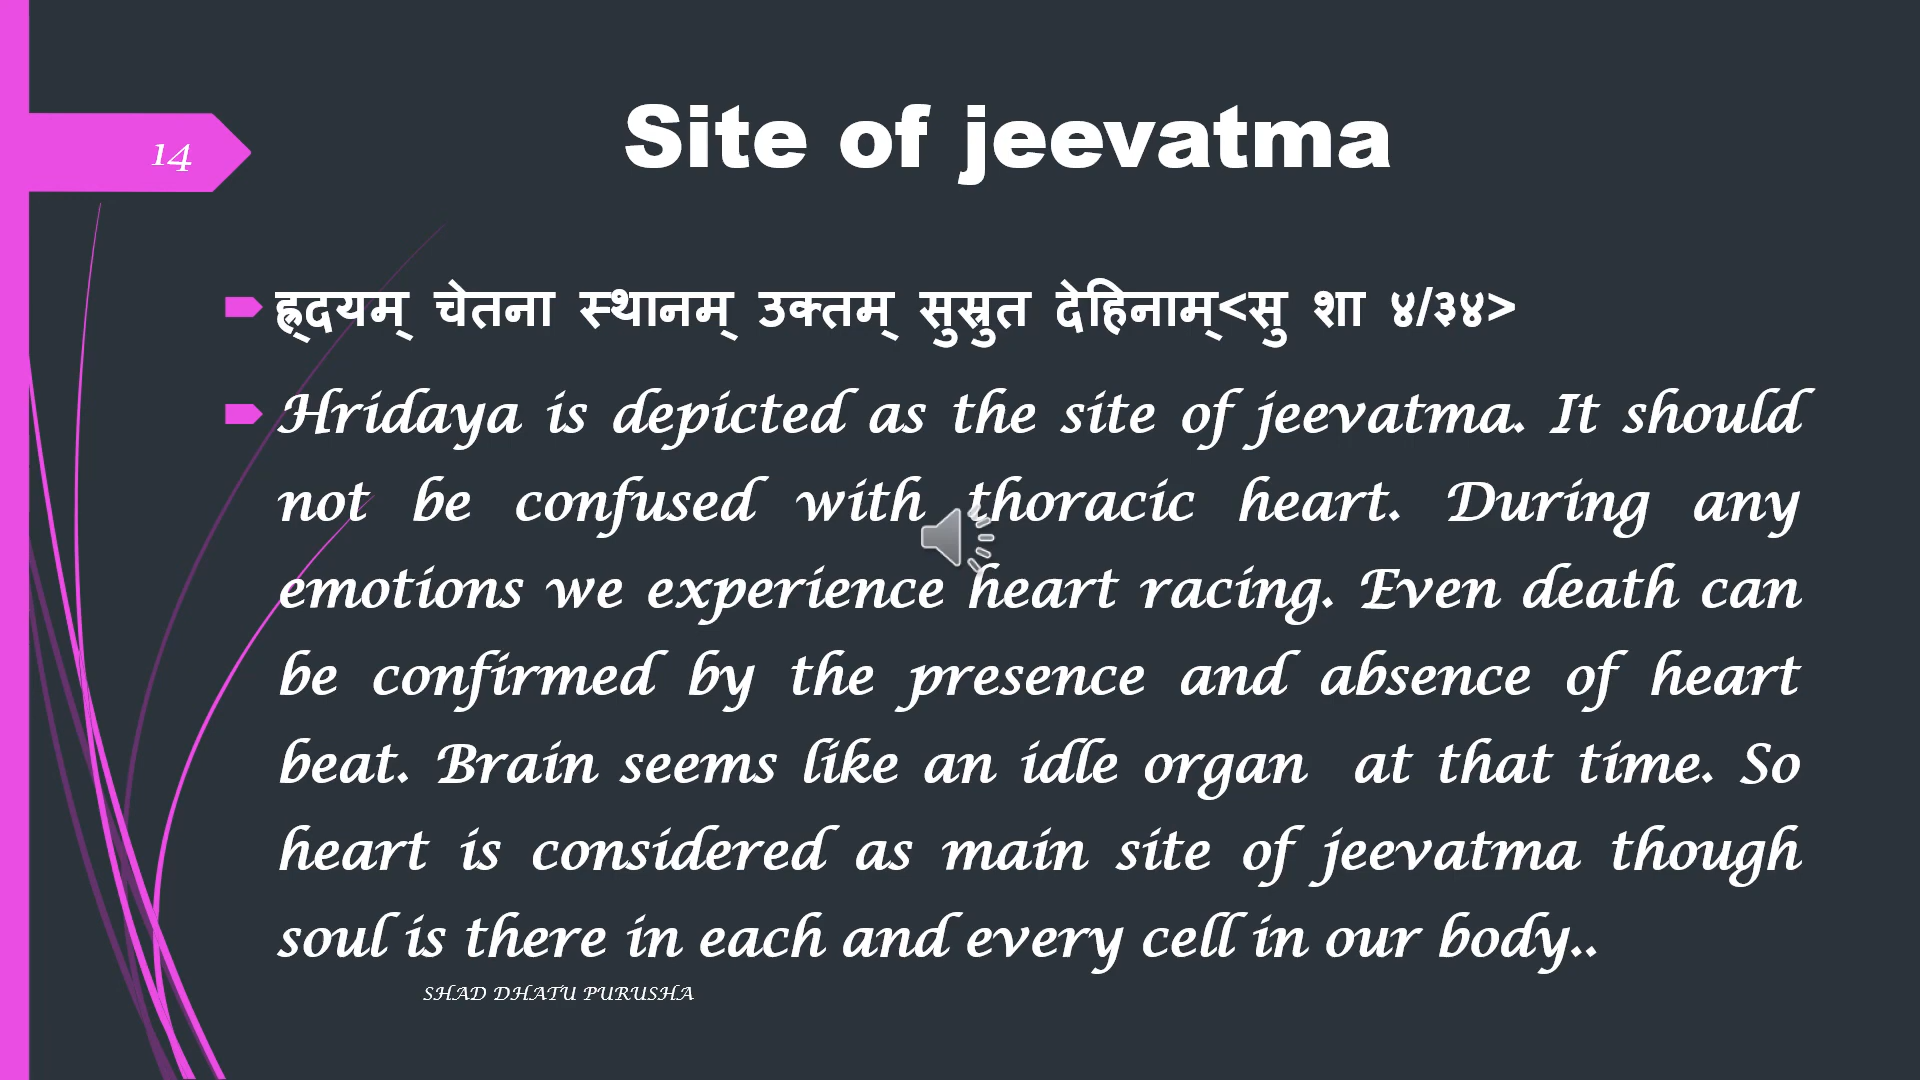 14
Site of jeevatma
ह्र्दयम् चेतना स्थानम् उक्तम् सुस्रुत देहिनाम्<सु शा ४/३४>
Hridaya is depicted as the site of jeevatma. It should
not be confused with thoracic heart. During any
emotions we experience heart racing. Even death can
be confirmed by the presence and absence of heart
beat. Brain seems like an idle organ at that time. So
heart is considered as main site of jeevatma though
soul is there in each and every cell in our body..
SHAD DHATU PURUSHA